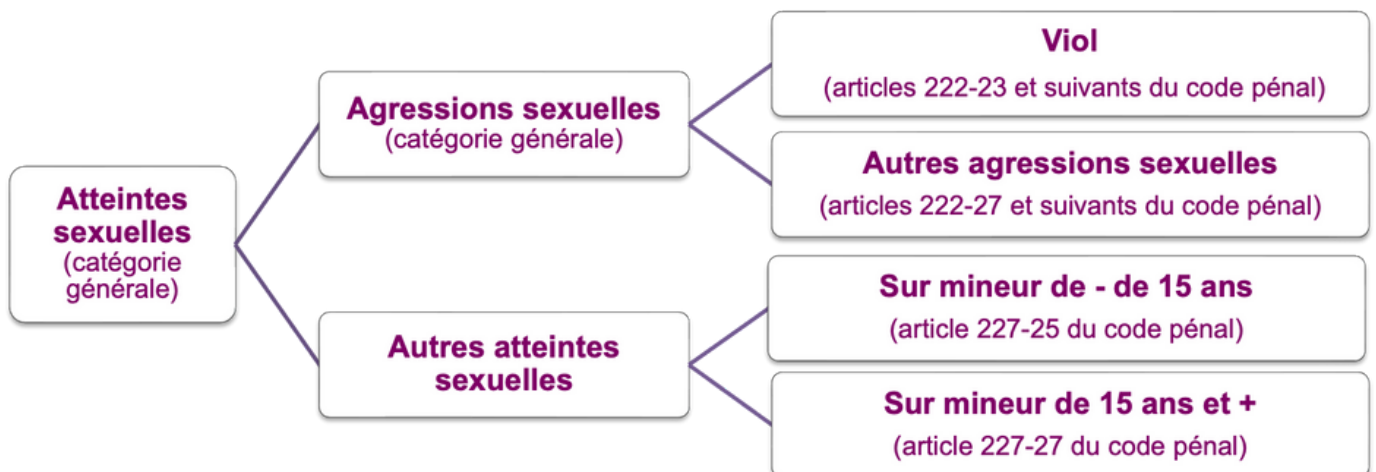 Atteintes
sexuelles
(catégorie
générale)
Agressions sexuelles
(catégorie générale)
Viol
(articles 222-23 et suivants du code pénal)
Autres agressions sexuelles
(articles 222-27 et suivants du code pénal)
Autres atteintes
sexuelles
Sur mineur de - de 15 ans
(article 227-25 du code pénal)
Sur mineur de 15 ans et +
(article 227-27 du code pénal)